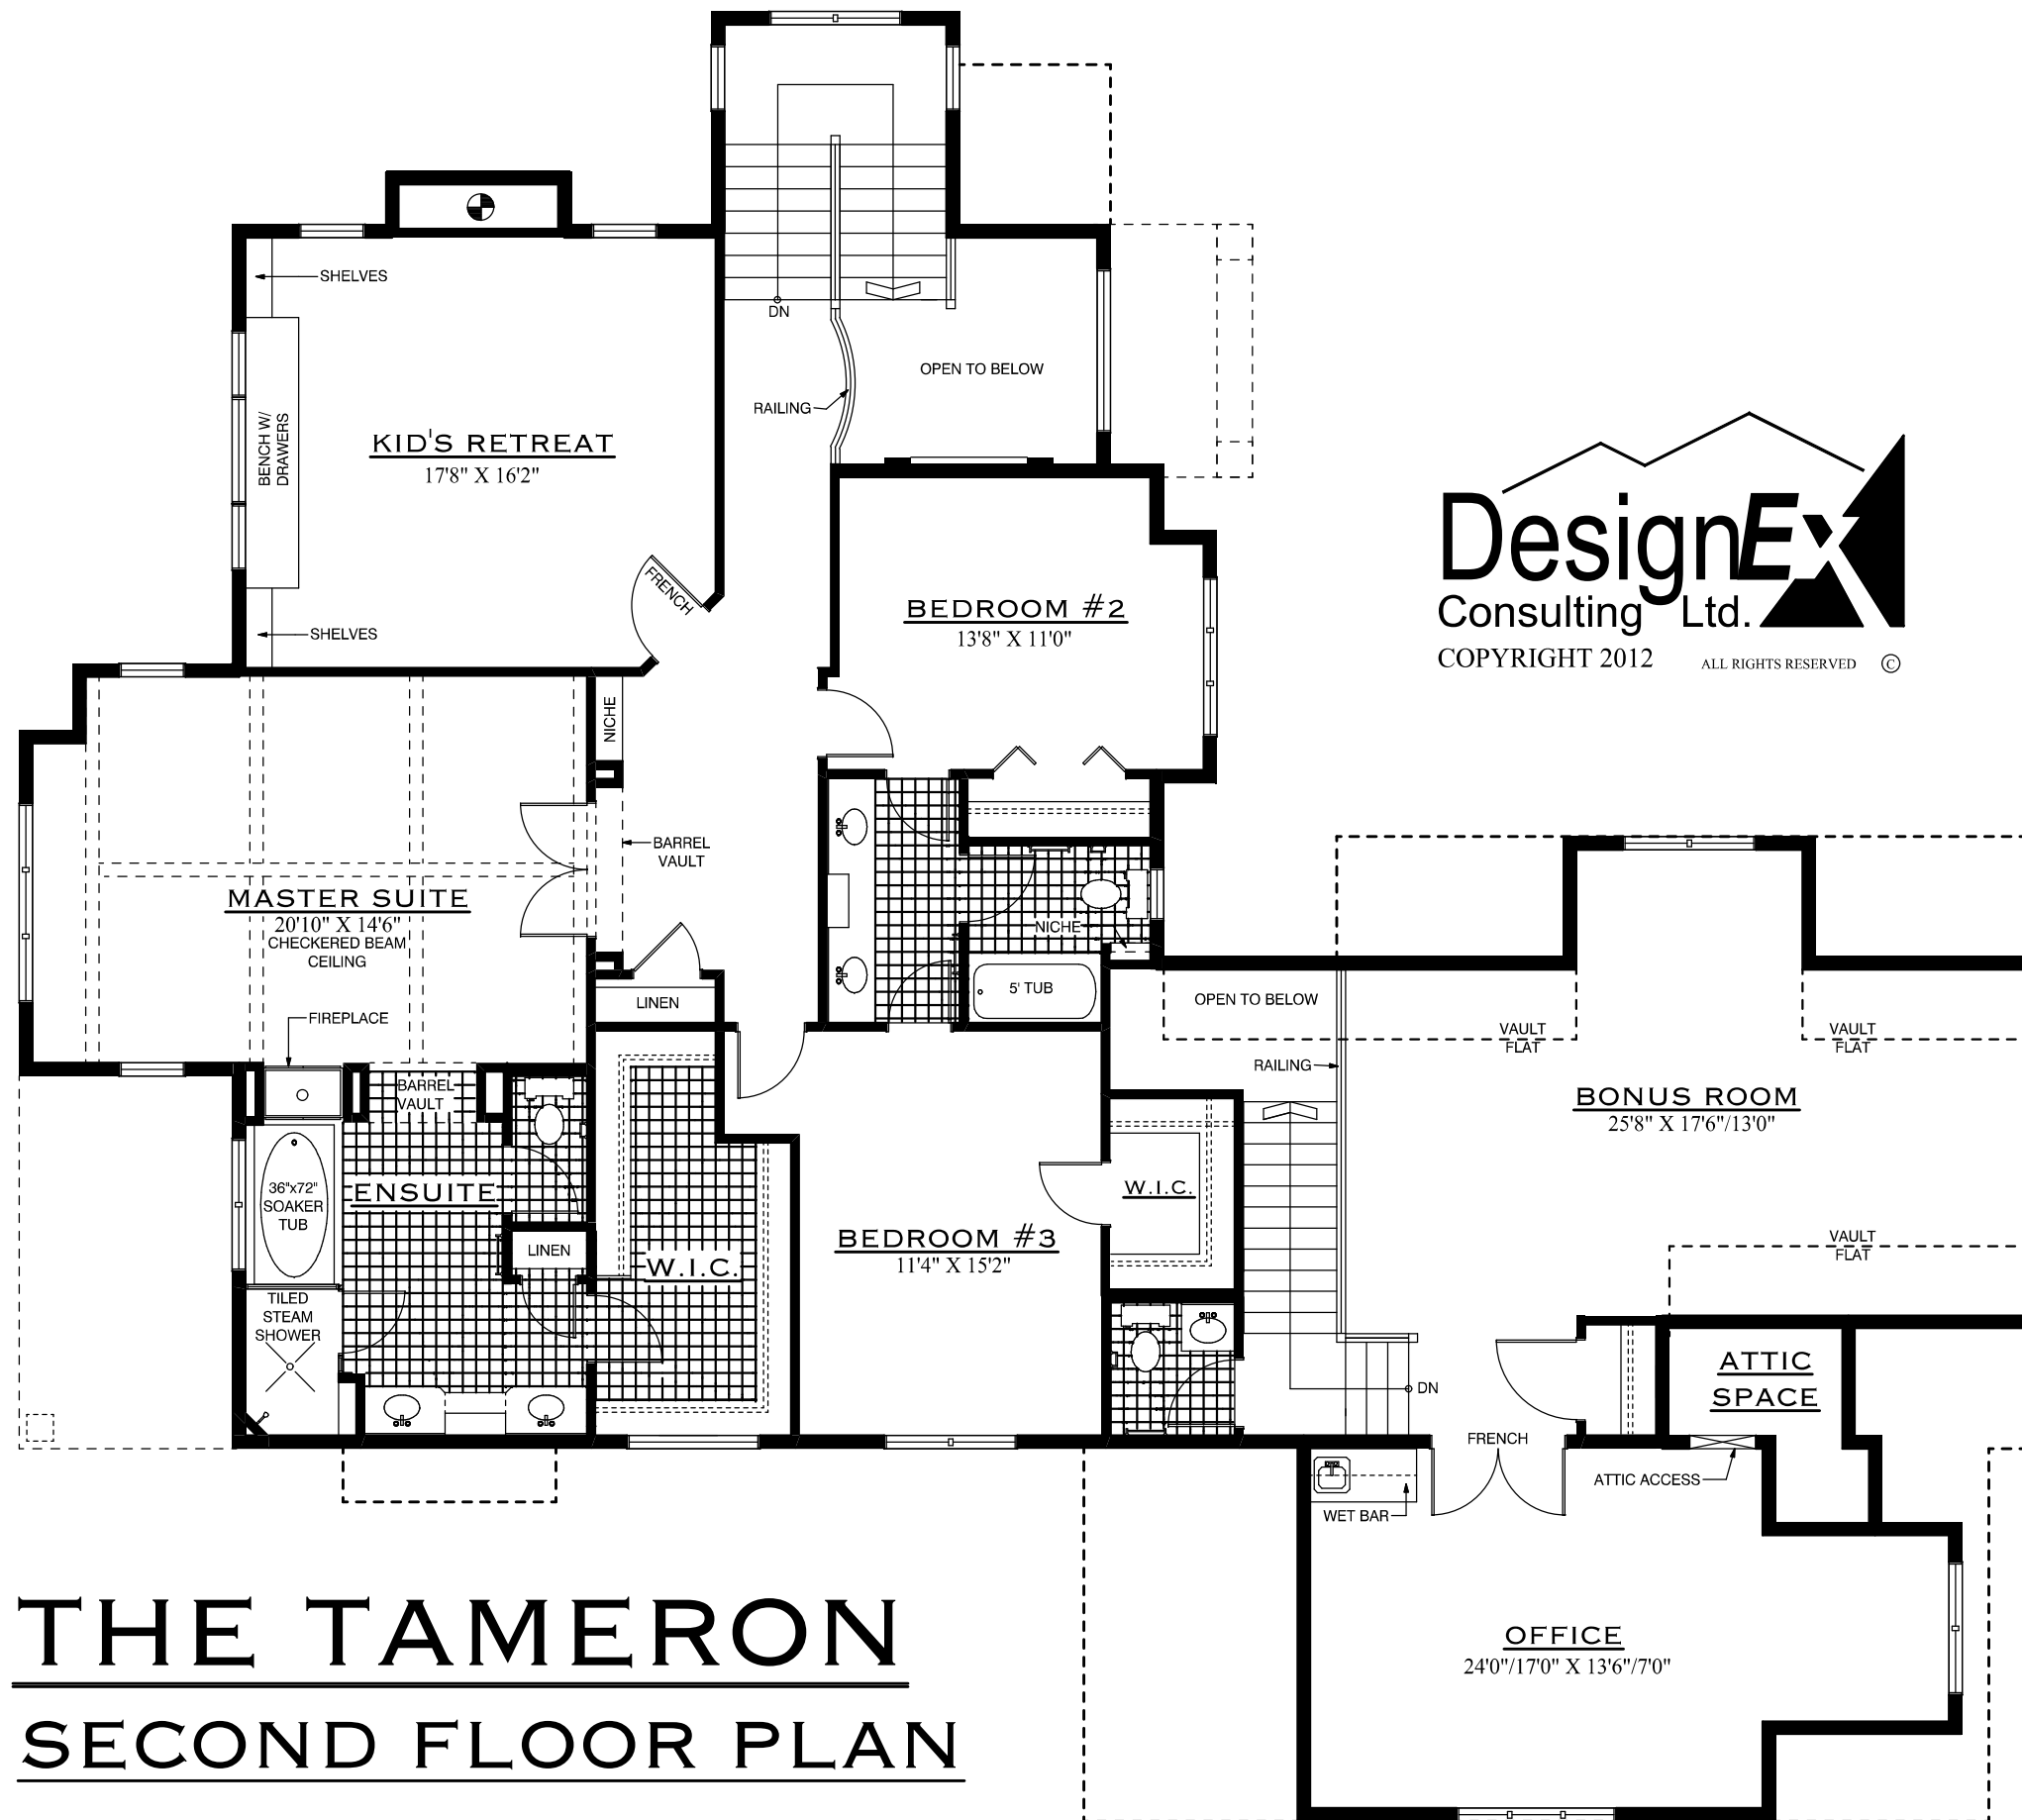 SHELVES
DN
OPEN TO BELOW
RAILING
BENCH W/
DRAWERS
KID'S RETREAT
17'8" X 16'2"
DesignEx
Consulting Ltd.
COPYRIGHT 2012 ALL RIGHTS RESERVED ©
FRENCH
BEDROOM #2
13'8" X 11'0"
SHELVES
NICHE
BARREL
VAULT
MASTER SUITE
20'10" X 14'6"
CHECKERED BEAM
CEILING
NICHE
5' TUB
LINEN
FIREPLACE
OPEN TO BELOW
VAULT
FLAT
VAULT
FLAT
RAILING
BONUS ROOM
25'8" X 17'6"/13'0"
BARREL
VAULT
36"x72"
SOAKER
TUB
ENSUITE
LINEN
W.I.C.
BEDROOM #3
11'4" X 15'2"
W.I.C.
VAULT
FLAT
TILED
STEAM
SHOWER
DN
ATTIC
SPACE
FRENCH
ATTIC ACCESS
WET BAR
OFFICE
24'0"/17'0" X 13'6"/7'0"
THE TAMERON
SECOND FLOOR PLAN